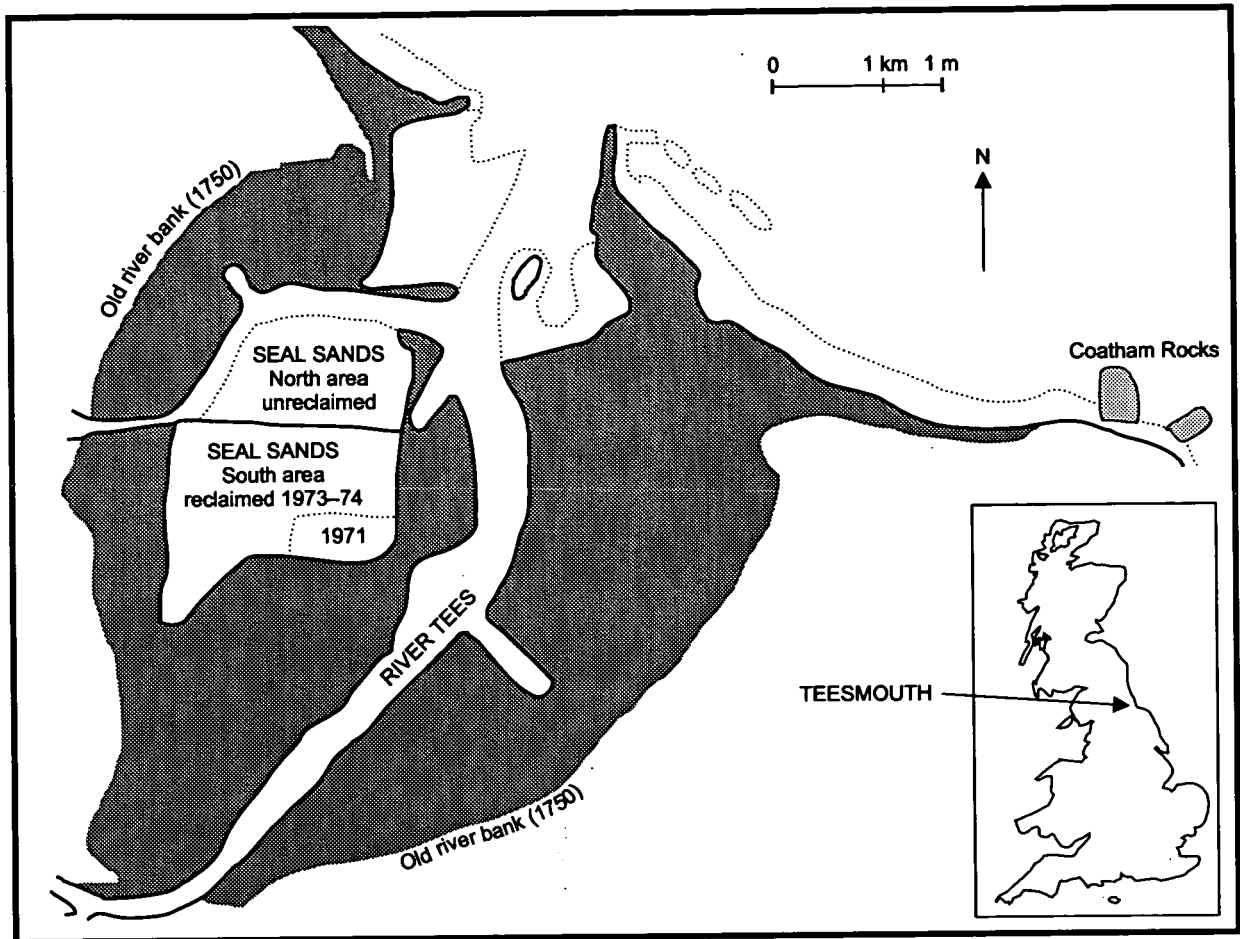 0 1 km 1 m
N
Old river bank (1750)
Coatham Rocks
SEAL SANDS
North area
unreclaimed
SEAL SANDS
South area
reclaimed 1973–74
1971
RIVER TEES
TEESMOUTH
Old river bank (1750)